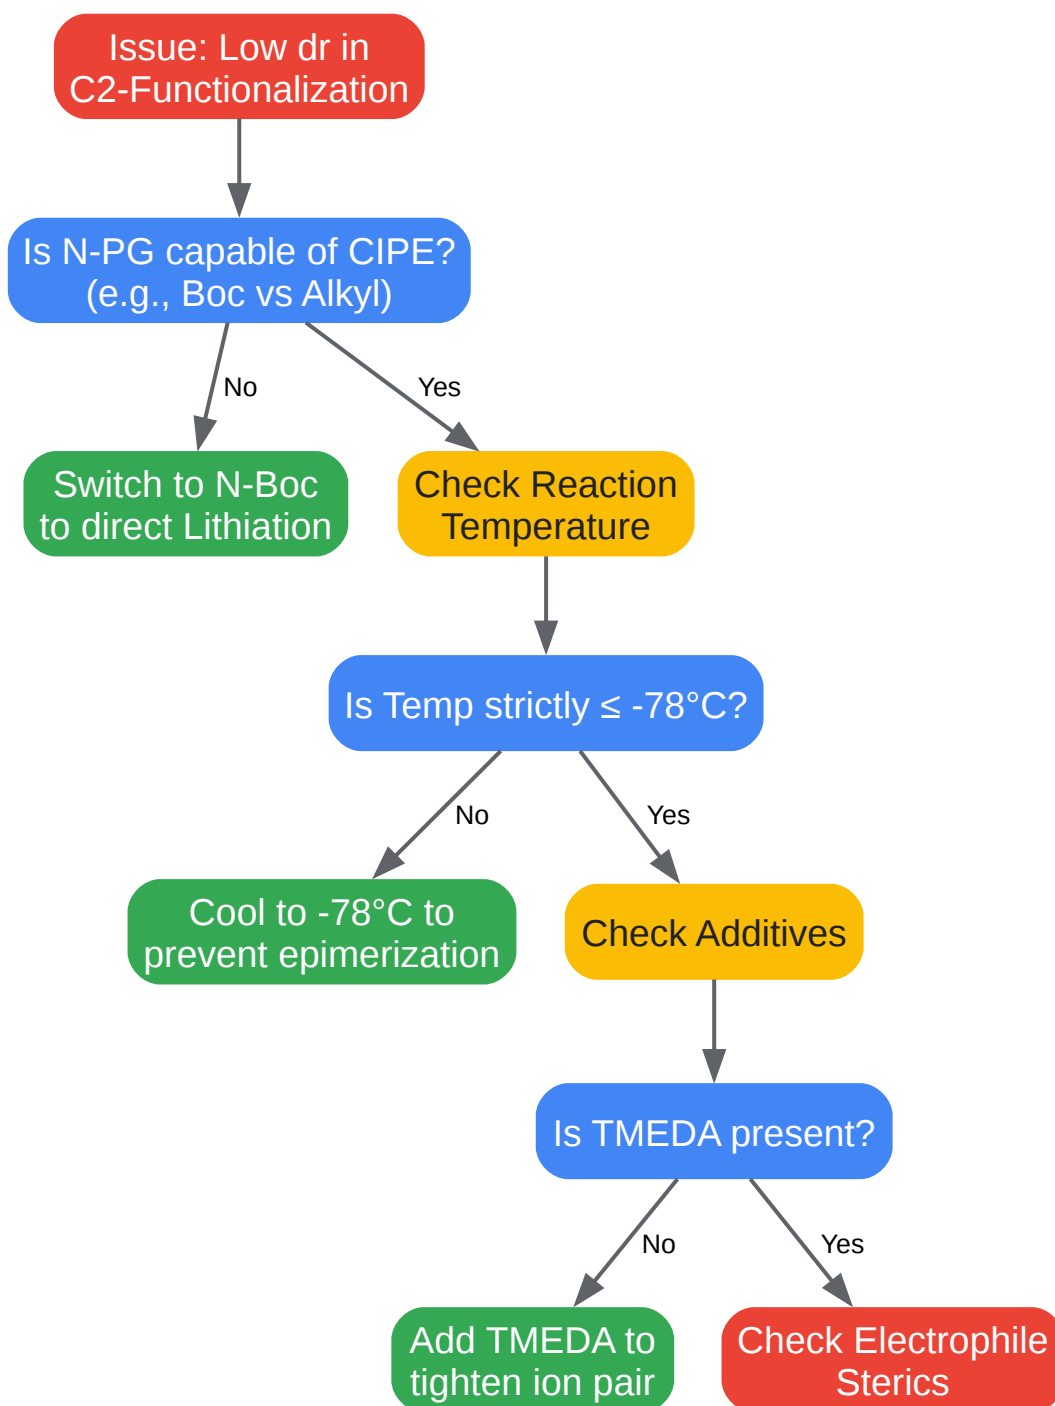 Issue: Low dr in
C2-Functionalization
Is N-PG capable of CIPE?
(e.g., Boc vs Alkyl)
No
Yes
Switch to N-Boc
to direct Lithiation
Check Reaction
Temperature
Is Temp strictly ≤ -78°C?
No
Yes
Cool to -78°C to
prevent epimerization
Check Additives
Is TMEDA present?
No
Yes
Add TMEDA to
tighten ion pair
Check Electrophile
Sterics